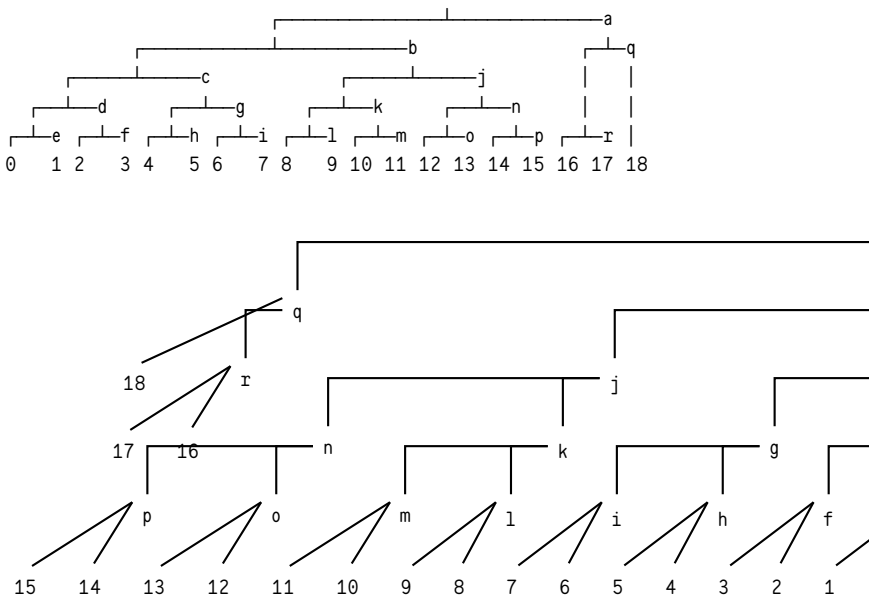 a
b q
c j
d g k n
e f h i l m o p r
0 1 2 3 4 5 6 7 8 9 10 11 12 13 14 15 16 17 18
q
18 r j
17 16 n k g
p o m l i h f
15 14 13 12 11 10 9 8 7 6 5 4 3 2 1